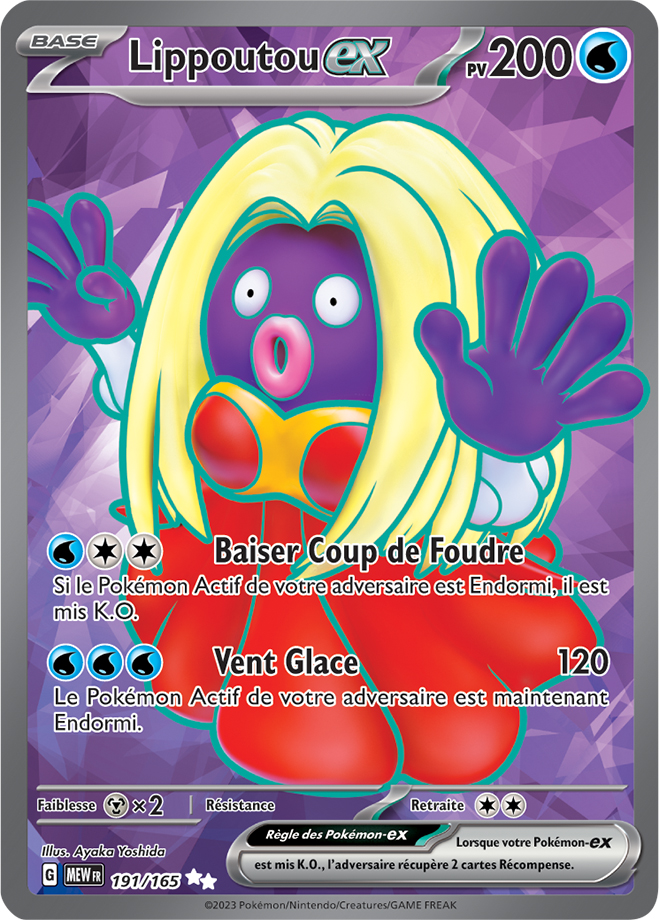 BASE
Lippoutou ex PV 200
Baiser Coup de Foudre
Si le Pokémon Actif de votre adversaire est Endormi, il est
mis K.O.
Vent Glace 120
Le Pokémon Actif de votre adversaire est maintenant
Endormi.
Faiblesse ×2 Résistance Retraite
Règle des Pokémon-ex Lorsque votre Pokémon-ex
est mis K.O., l'adversaire récupère 2 cartes Récompense.
Illus. Ayaka Yoshida
G MEW FR 191/165
©2023 Pokémon/Nintendo/Creatures/GAME FREAK